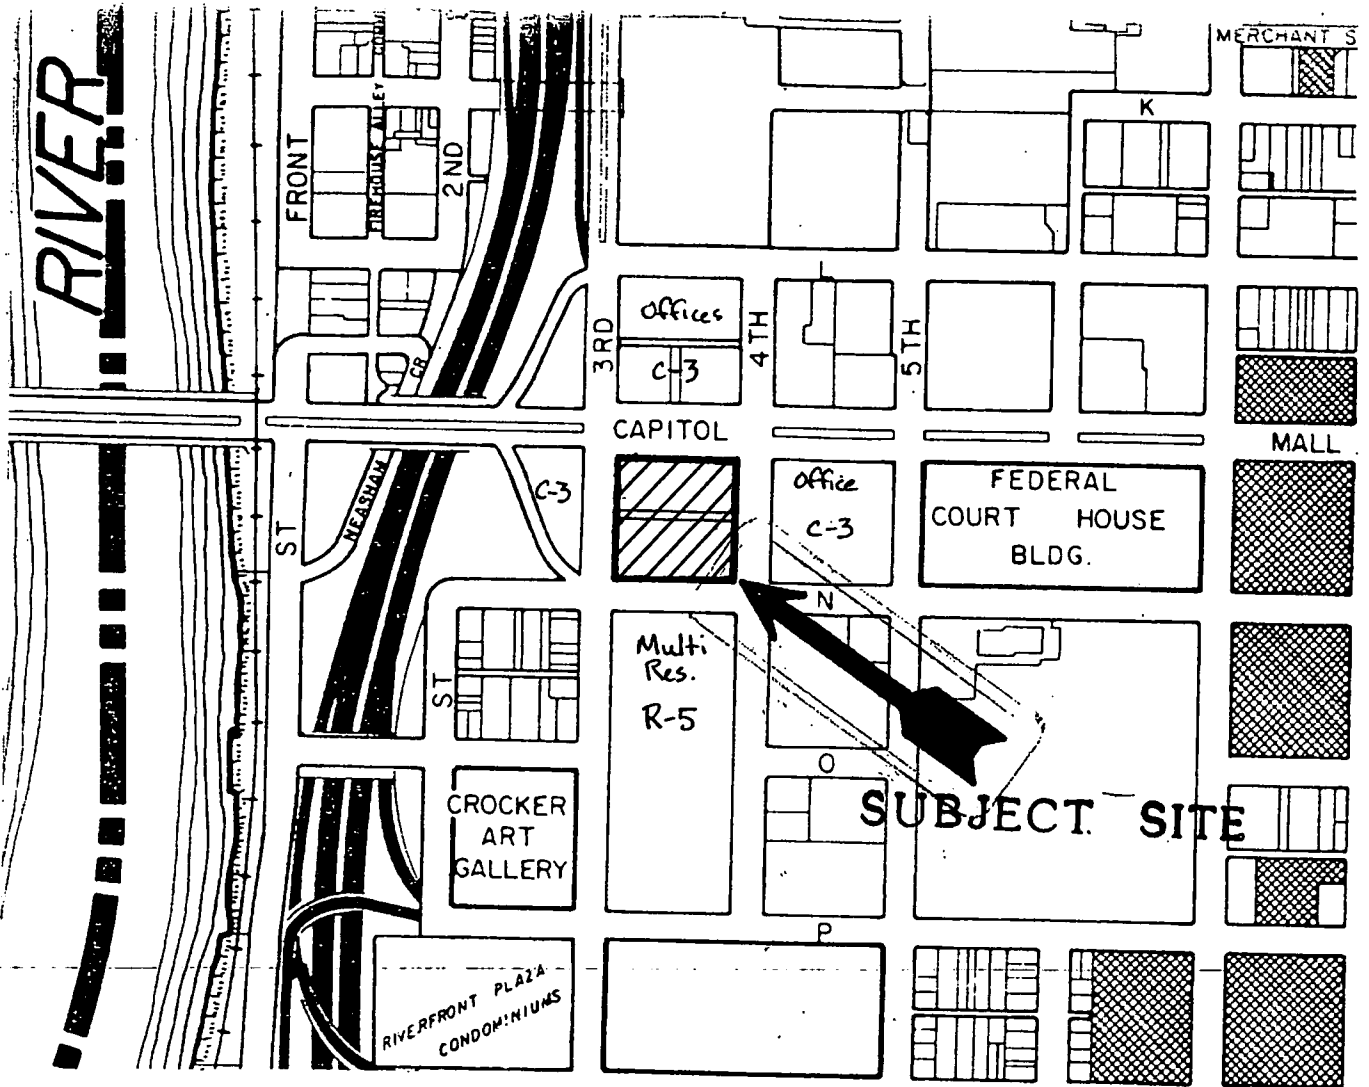 MERCHANT S
RIVER
K
FRONT
FIREHOUSE ALLEY
2ND
L
Offices
3RD
C-3
4TH
5TH
CR
CAPITOL
MALL
NEASHAM
C-3
ST
Office
C-3
FEDERAL
COURT HOUSE
BLDG.
N
Multi
Res.
R-5
ST
O
CROCKER
ART
GALLERY
SUBJECT SITE
P
RIVERFRONT PLAZA
CONDOMINIUMS